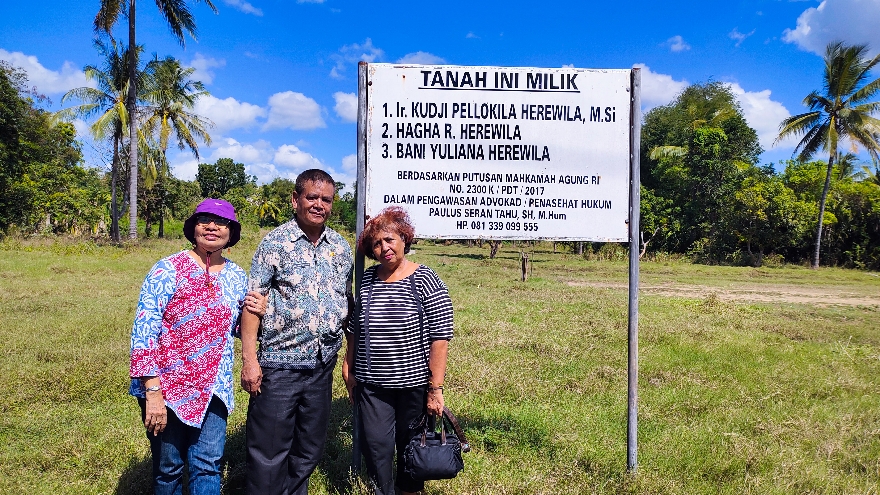 TANAH INI MILIK
1. Ir. KUDJI PELLOKILA HEREWILA, M.Si
2. HAGHA R. HEREWILA
3. BANI YULIANA HEREWILA
BERDASARKAN PUTUSAN MAHKAMAH AGUNG RI
NO. 2300 K / PDT / 2017
DALAM PENGAWASAN ADVOKAD / PENASEHAT HUKUM
PAULUS SERAN TAHU, SH, M.Hum
HP. 081 339 099 555